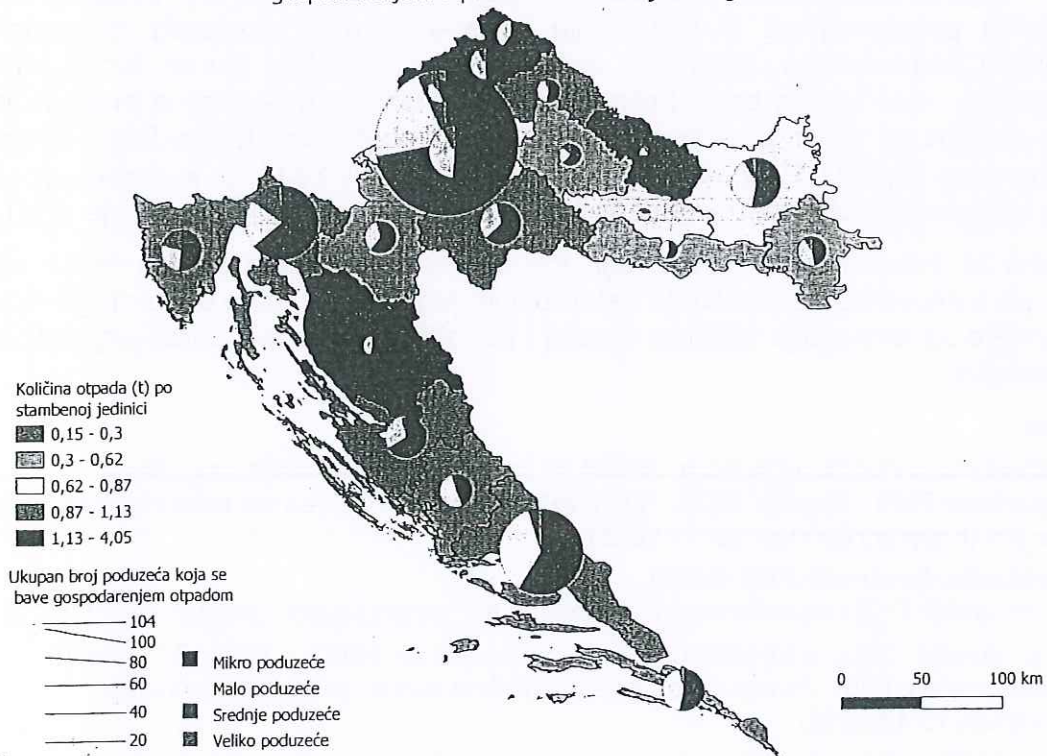 Količina otpada (t) po
stambenoj jedinici
0,15 - 0,3
0,3 - 0,62
0,62 - 0,87
0,87 - 1,13
1,13 - 4,05
Ukupan broj poduzeća koja se
bave gospodarenjem otpadom
104
100
80
60
40
20
Mikro poduzeće
Malo poduzeće
Srednje poduzeće
Veliko poduzeće
0 50 100 km